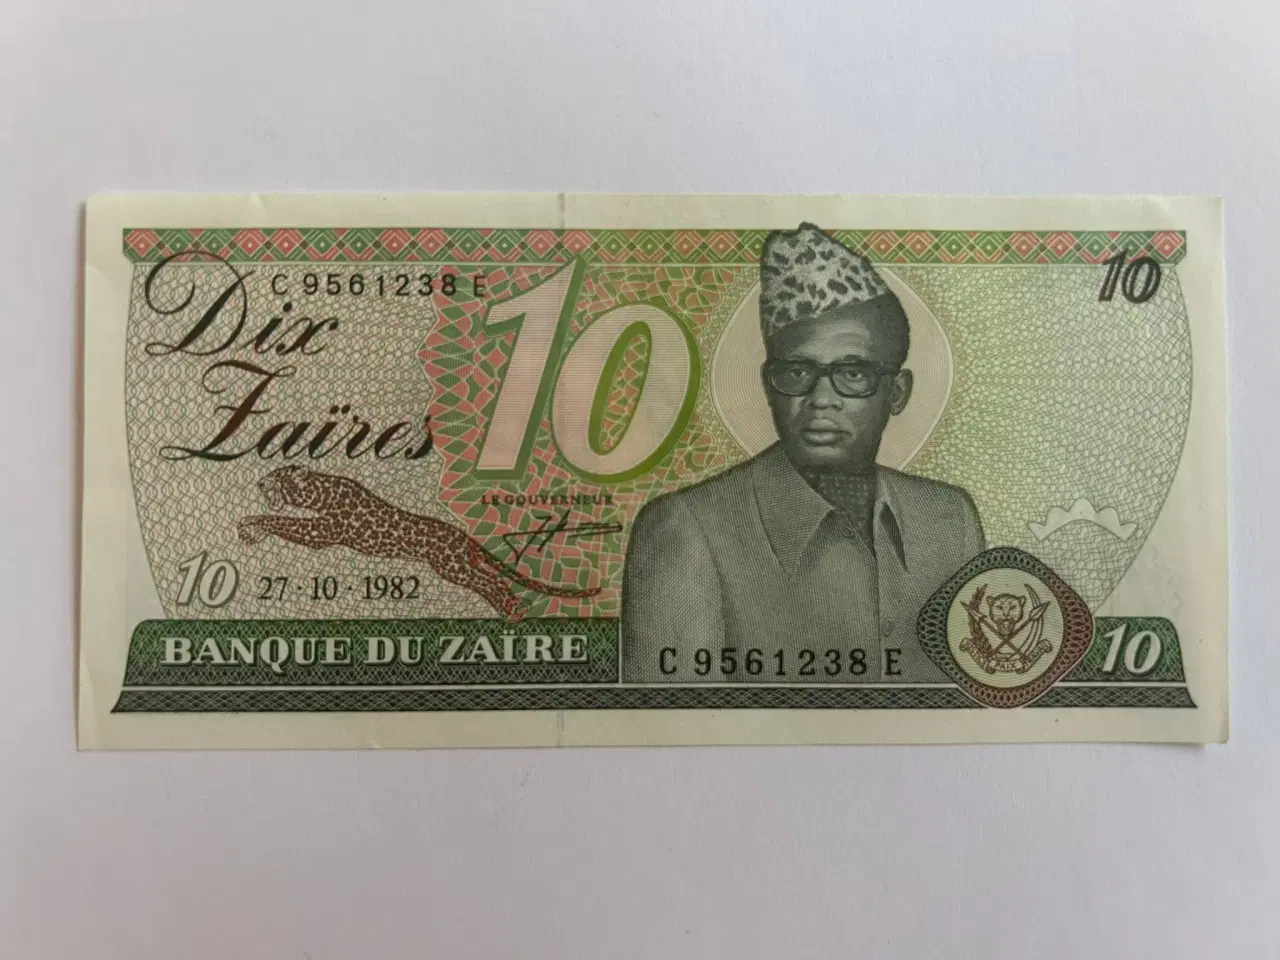 C 9561238 E
10
Dix
Zaïres
10
LE GOUVERNEUR
10
27·10·1982
BANQUE DU ZAÏRE
C 9561238 E
10